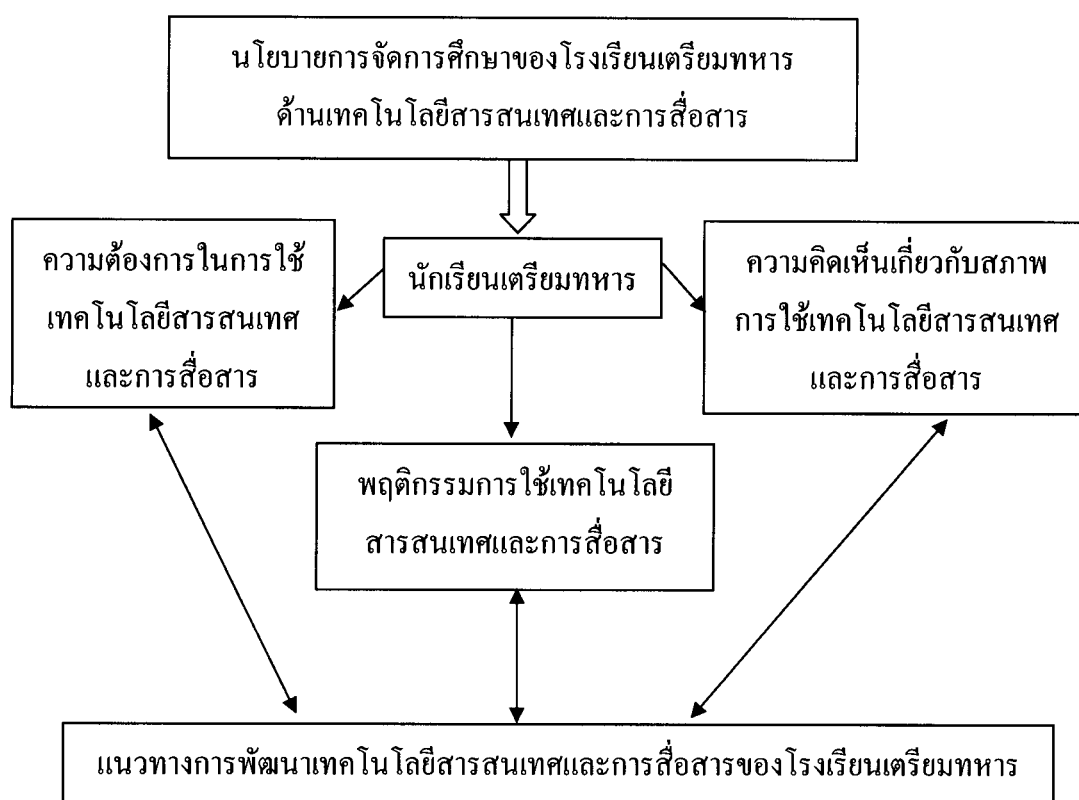 นโยบายการจัดการศึกษาของโรงเรียนเตรียมทหาร
ด้านเทคโนโลยีสารสนเทศและการสื่อสาร
นักเรียนเตรียมทหาร
ความต้องการในการใช้
เทคโนโลยีสารสนเทศ
และการสื่อสาร
ความคิดเห็นเกี่ยวกับสภาพ
การใช้เทคโนโลยีสารสนเทศ
และการสื่อสาร
พฤติกรรมการใช้เทคโนโลยี
สารสนเทศและการสื่อสาร
แนวทางการพัฒนาเทคโนโลยีสารสนเทศและการสื่อสารของโรงเรียนเตรียมทหาร